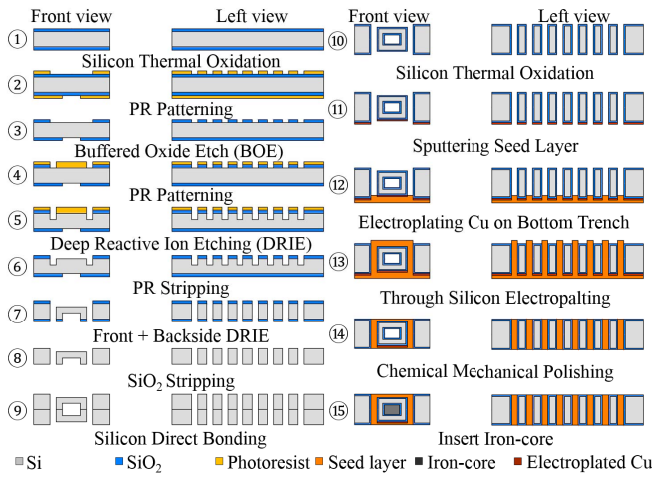 Front view Left view
① Silicon Thermal Oxidation
② PR Patterning
③ Buffered Oxide Etch (BOE)
④ PR Patterning
⑤ Deep Reactive Ion Etching (DRIE)
⑥ PR Stripping
⑦ Front + Backside DRIE
⑧ SiO₂ Stripping
⑨ Silicon Direct Bonding
Front view Left view
⑩ Silicon Thermal Oxidation
⑪ Sputtering Seed Layer
⑫ Electroplating Cu on Bottom Trench
⑬ Through Silicon Electropalting
⑭ Chemical Mechanical Polishing
⑮ Insert Iron-core
Si SiO₂ Photoresist Seed layer Iron-core Electroplated Cu